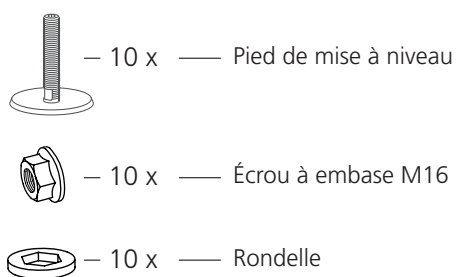 – 10 x — Pied de mise à niveau
– 10 x — Écrou à embase M16
– 10 x — Rondelle